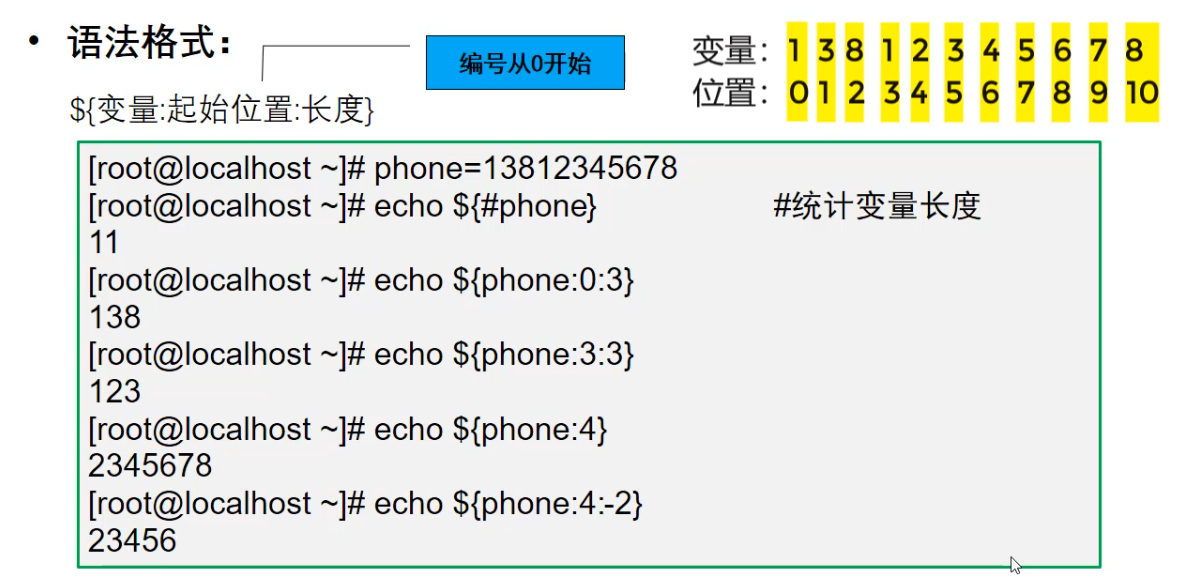 • 语法格式：
编号从0开始
变量：1 3 8 1 2 3 4 5 6 7 8
位置：0 1 2 3 4 5 6 7 8 9 10
${变量:起始位置:长度}
[root@localhost ~]# phone=13812345678
[root@localhost ~]# echo ${#phone} #统计变量长度
11
[root@localhost ~]# echo ${phone:0:3}
138
[root@localhost ~]# echo ${phone:3:3}
123
[root@localhost ~]# echo ${phone:4}
2345678
[root@localhost ~]# echo ${phone:4:-2}
23456